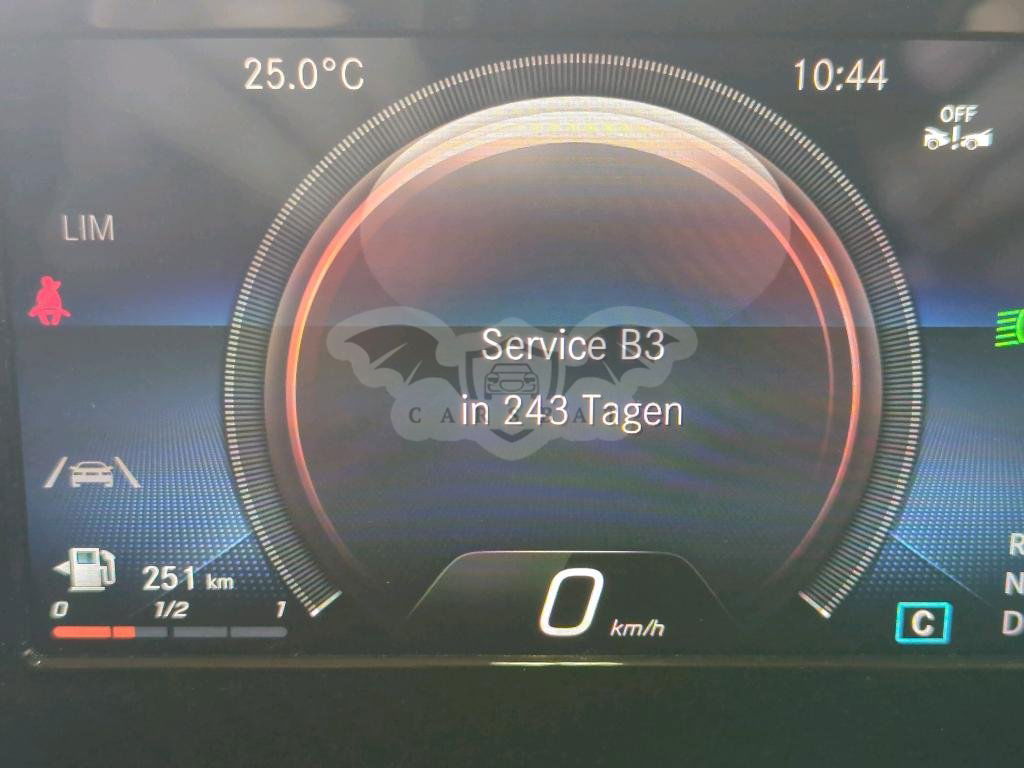 25.0°C
10:44
OFF
LIM
Service B3
in 243 Tagen
CARSPA
251 km
0 1/2 1
0 km/h
C
R
N
D